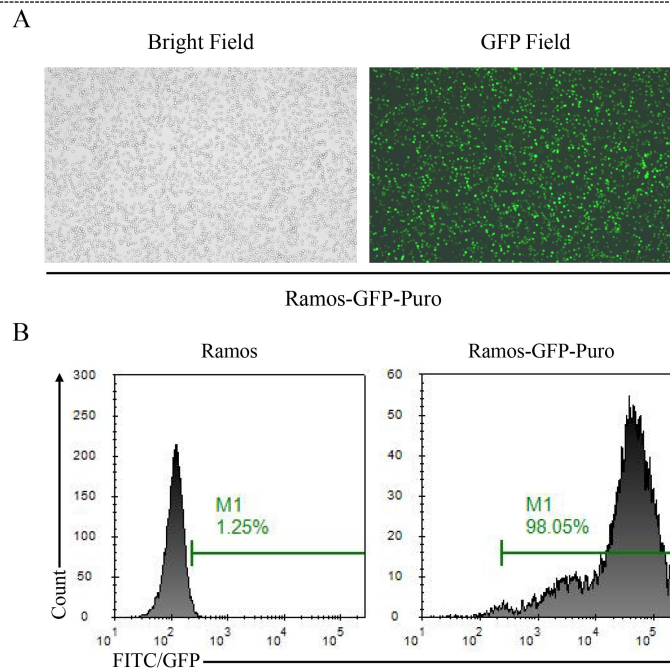 A
Bright Field GFP Field
Ramos-GFP-Puro
B
Ramos Ramos-GFP-Puro
300 60
250 50
200 40
150 30
100 20
50 10
0 0
M1 M1
1.25% 98.05%
Count
10¹ 10² 10³ 10⁴ 10⁵ 10¹ 10² 10³ 10⁴ 10⁵
FITC/GFP